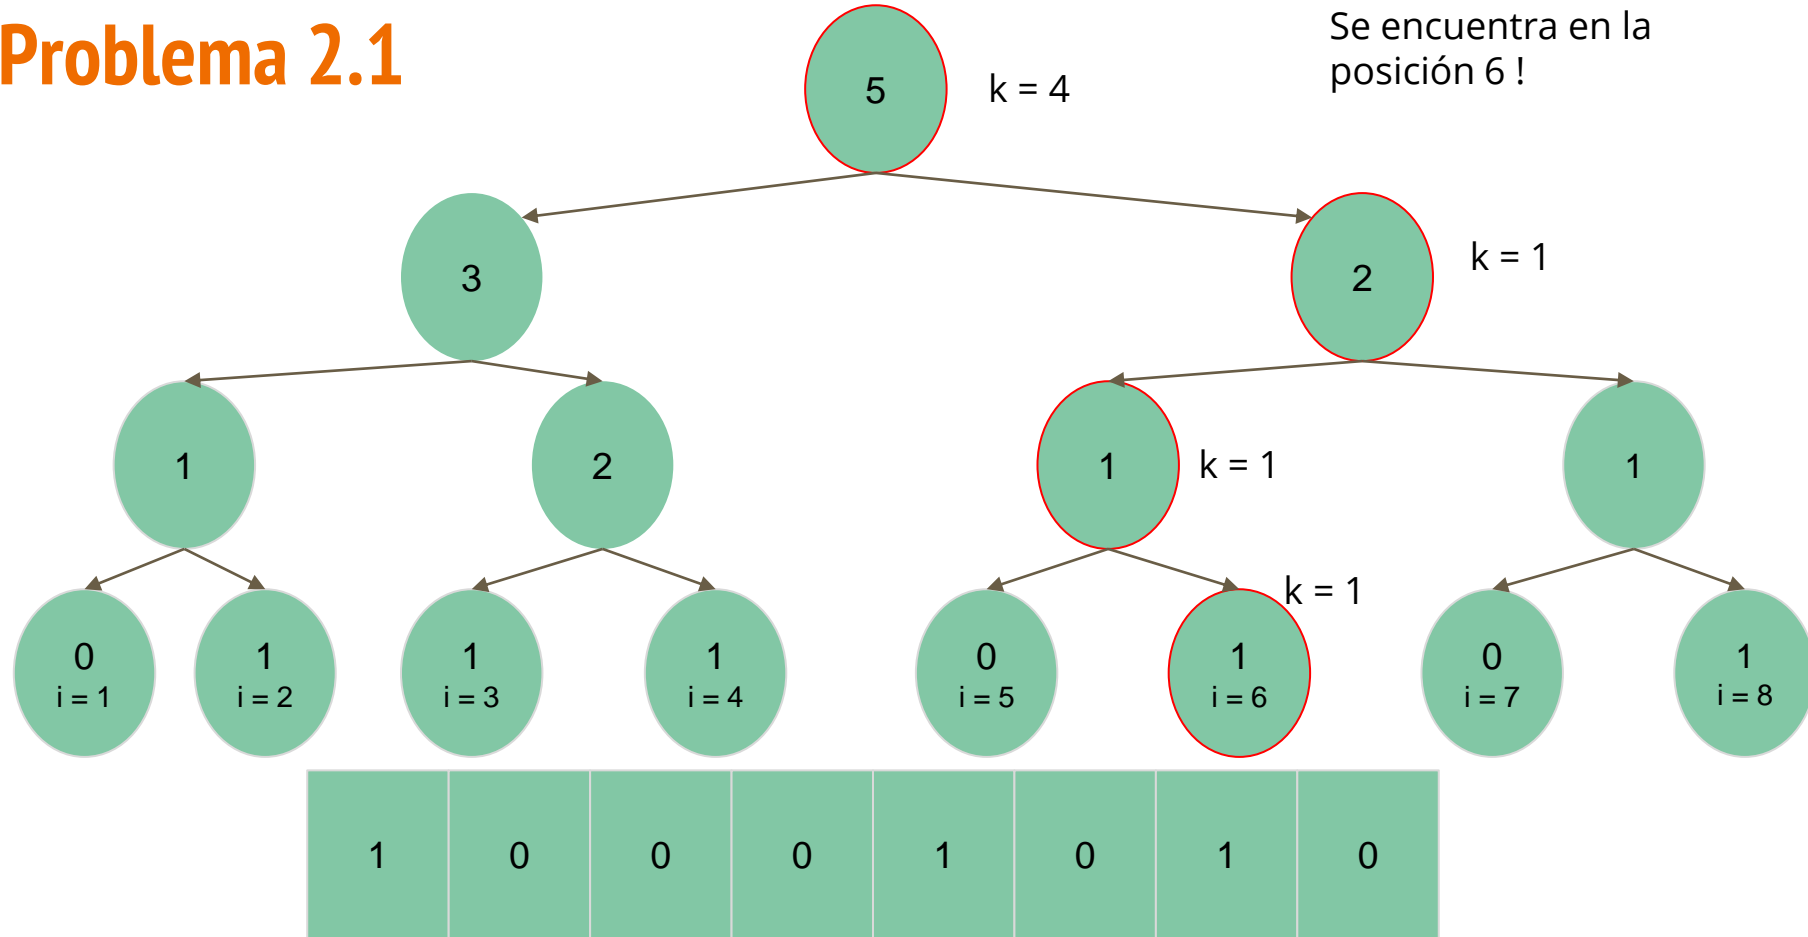 Problema 2.1
Se encuentra en la
posición 6 !
5
k = 4
3
2
k = 1
1
2
1
k = 1
1
k = 1
0
i = 1
1
i = 2
1
i = 3
1
i = 4
0
i = 5
1
i = 6
0
i = 7
1
i = 8
1 0 0 0 1 0 1 0